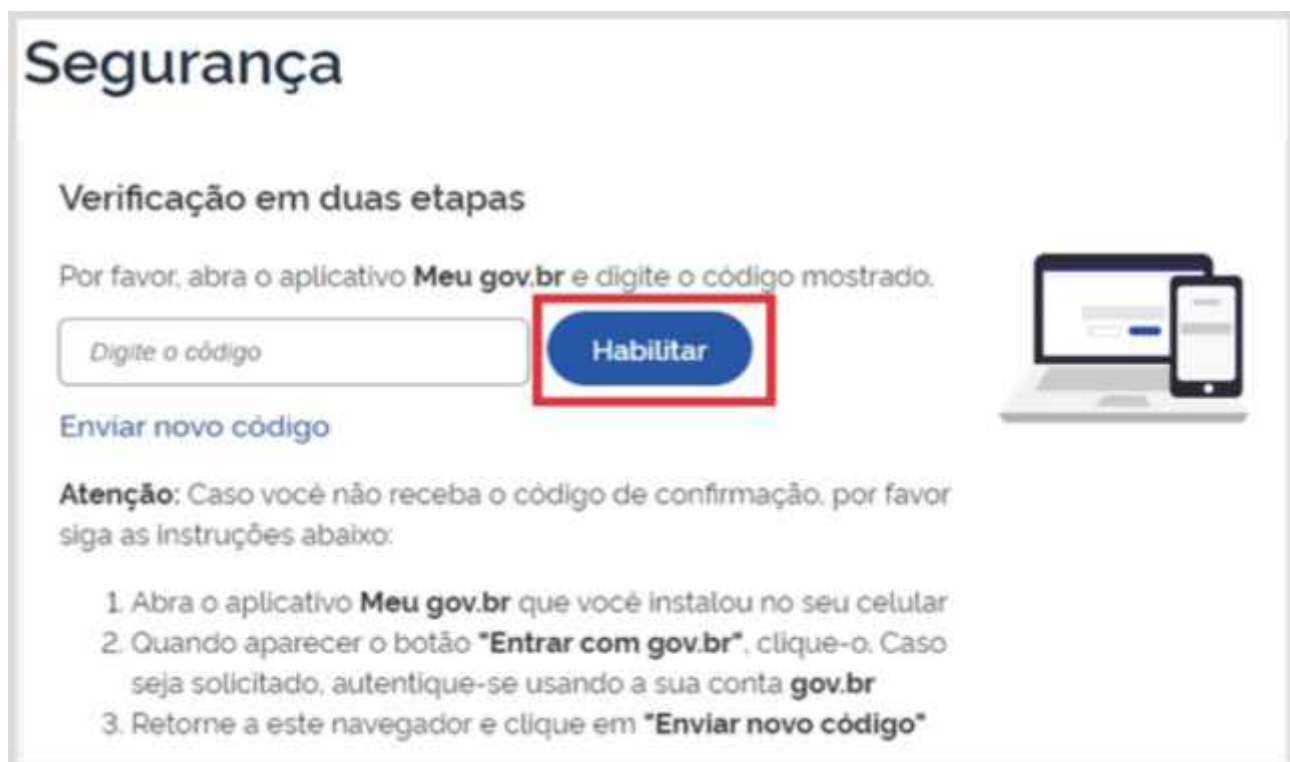 Segurança
Verificação em duas etapas
Por favor, abra o aplicativo Meu gov.br e digite o código mostrado.
Digite o código
Habilitar
Enviar novo código
Atenção: Caso você não receba o código de confirmação, por favor
siga as instruções abaixo:
1. Abra o aplicativo Meu gov.br que você instalou no seu celular
2. Quando aparecer o botão "Entrar com gov.br", clique-o. Caso
seja solicitado, autentique-se usando a sua conta gov.br
3. Retorne a este navegador e clique em "Enviar novo código"